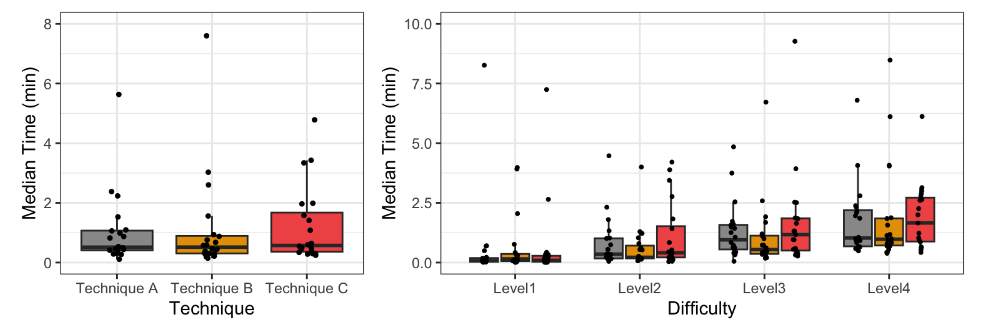 Median Time (min)
8
6
4
2
0
Technique A Technique B Technique C
Technique
Median Time (min)
10.0
7.5
5.0
2.5
0.0
Level1 Level2 Level3 Level4
Difficulty